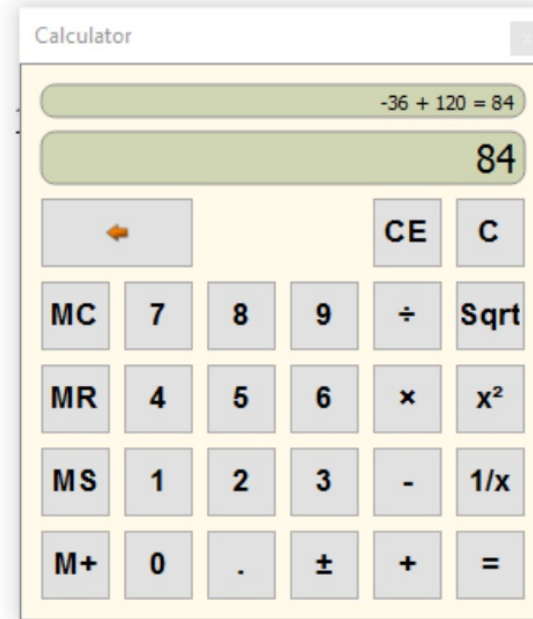 Calculator
-36 + 120 = 84
84
CE C
MC 7 8 9 ÷ Sqrt
MR 4 5 6 × x²
MS 1 2 3 - 1/x
M+ 0 . ± + =